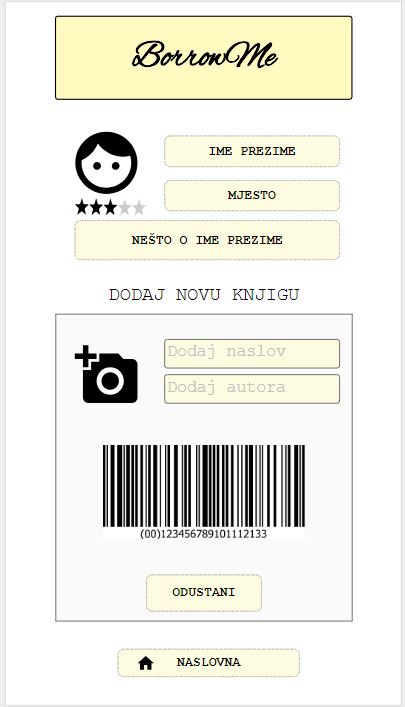 BorrowMe
IME PREZIME
MJESTO
NEŠTO O IME PREZIME
DODAJ NOVU KNJIGU
Dodaj naslov
Dodaj autora
(00)123456789101112133
ODUSTANI
NASLOVNA